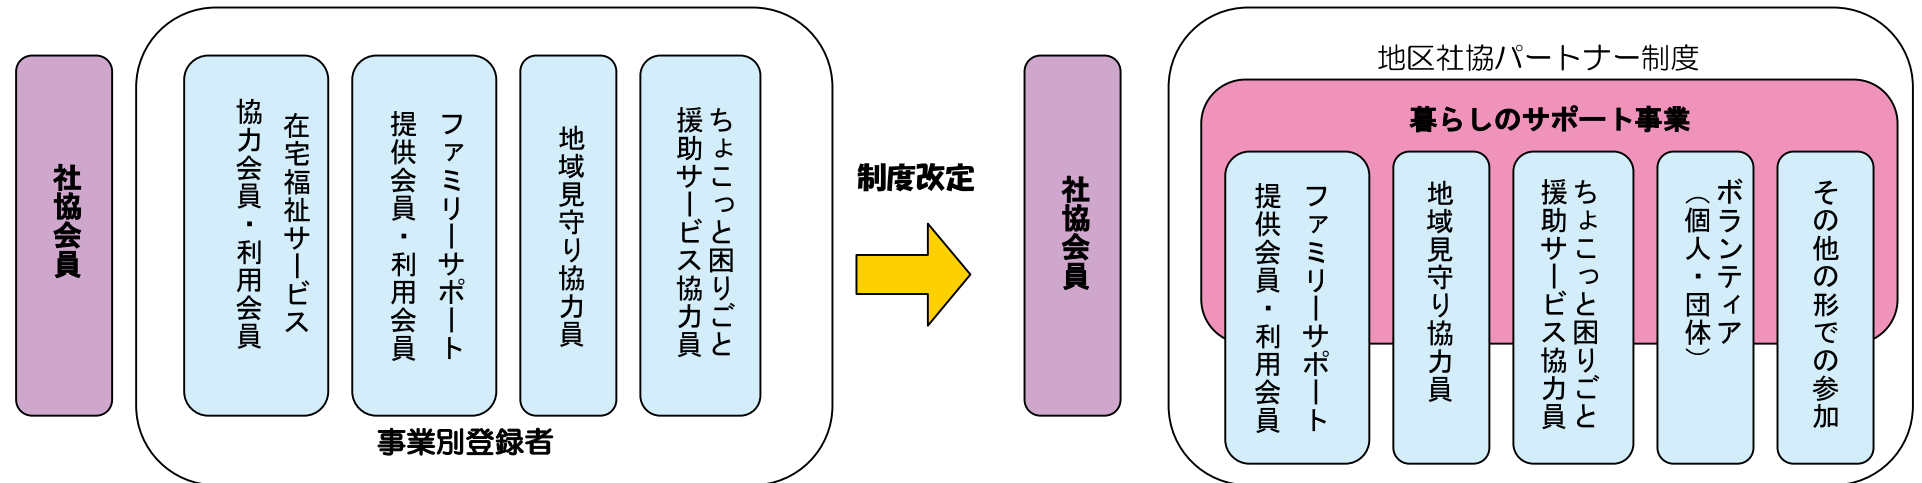 社協会員
在宅福祉サービス
協力会員・利用会員
ファミリーサポート
提供会員・利用会員
地域見守り協力員
ちょこっと困りごと
援助サービス協力員
事業別登録者
制度改定
社協会員
地区社協パートナー制度
暮らしのサポート事業
ファミリーサポート
提供会員・利用会員
地域見守り協力員
ちょこっと困りごと
援助サービス協力員
ボランティア
（個人・団体）
その他の形での参加